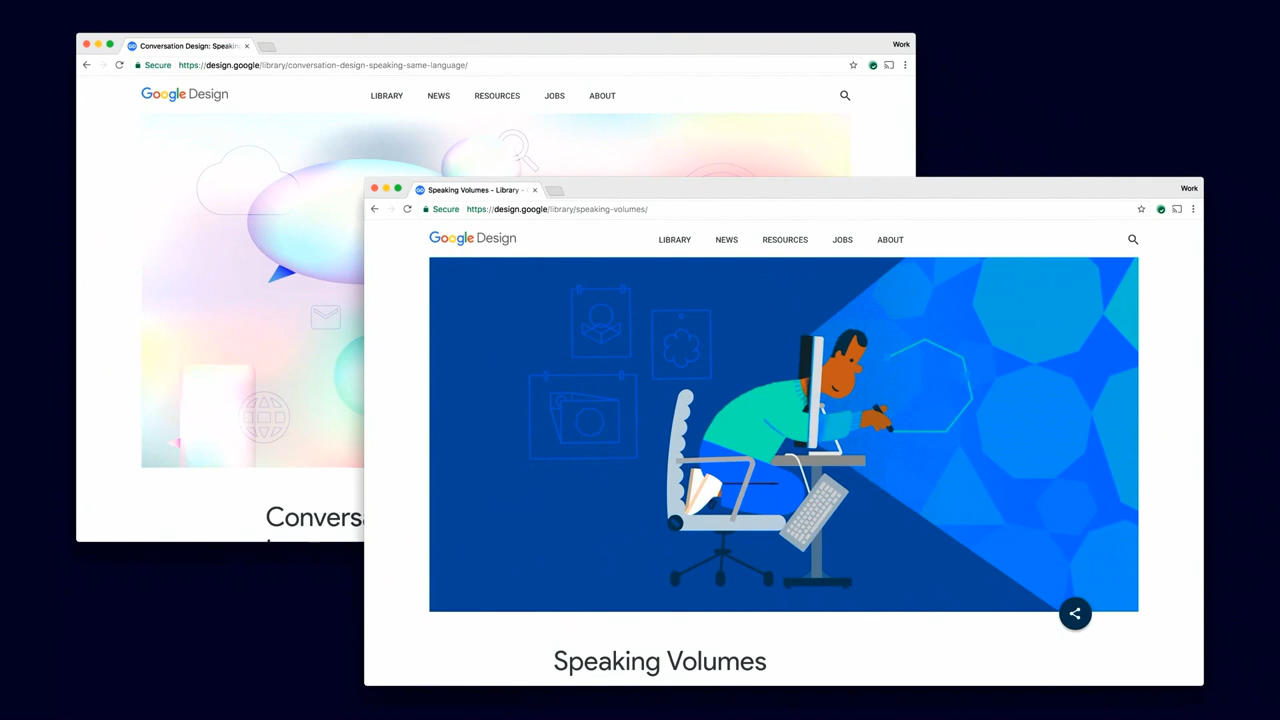 Conversation Design: Speaking
Work
Secure https://design.google/library/conversation-design-speaking-same-language/
Google Design
LIBRARY NEWS RESOURCES JOBS ABOUT
Speaking Volumes - Library -
Work
Secure https://design.google/library/speaking-volumes/
Google Design
LIBRARY NEWS RESOURCES JOBS ABOUT
Convers
Speaking Volumes